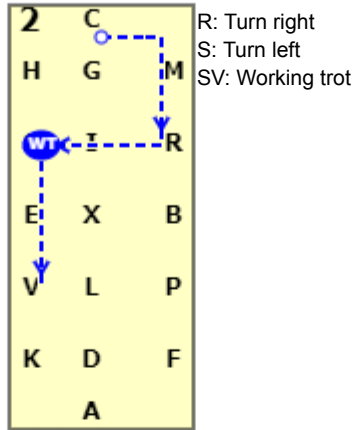 2 C R: Turn right
S: Turn left
H G M SV: Working trot
WT I R
E X B
V L P
K D F
A